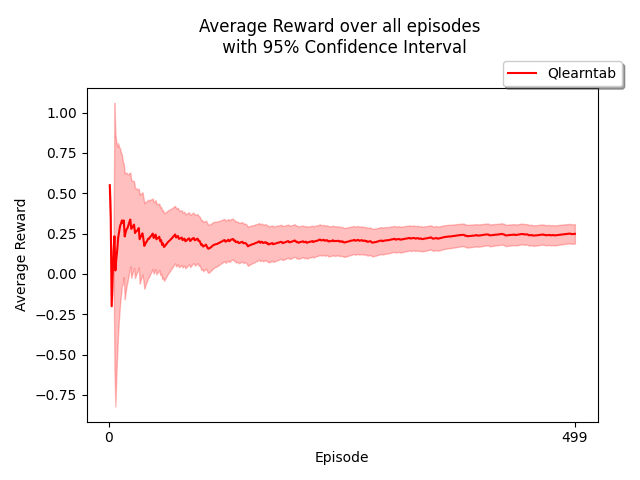 Average Reward over all episodes
with 95% Confidence Interval
Qlearntab
1.00
0.75
0.50
0.25
0.00
−0.25
−0.50
−0.75
Average Reward
0
499
Episode